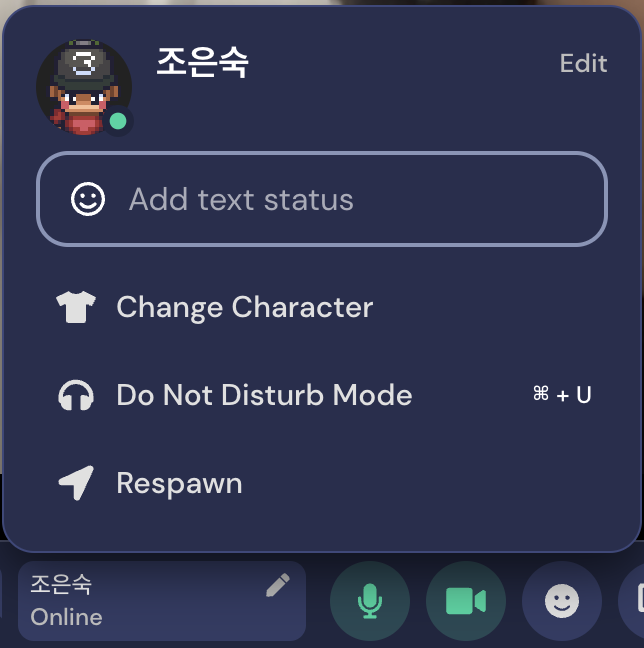 조은숙
Edit
Add text status
Change Character
Do Not Disturb Mode
⌘ + U
Respawn
조은숙
Online